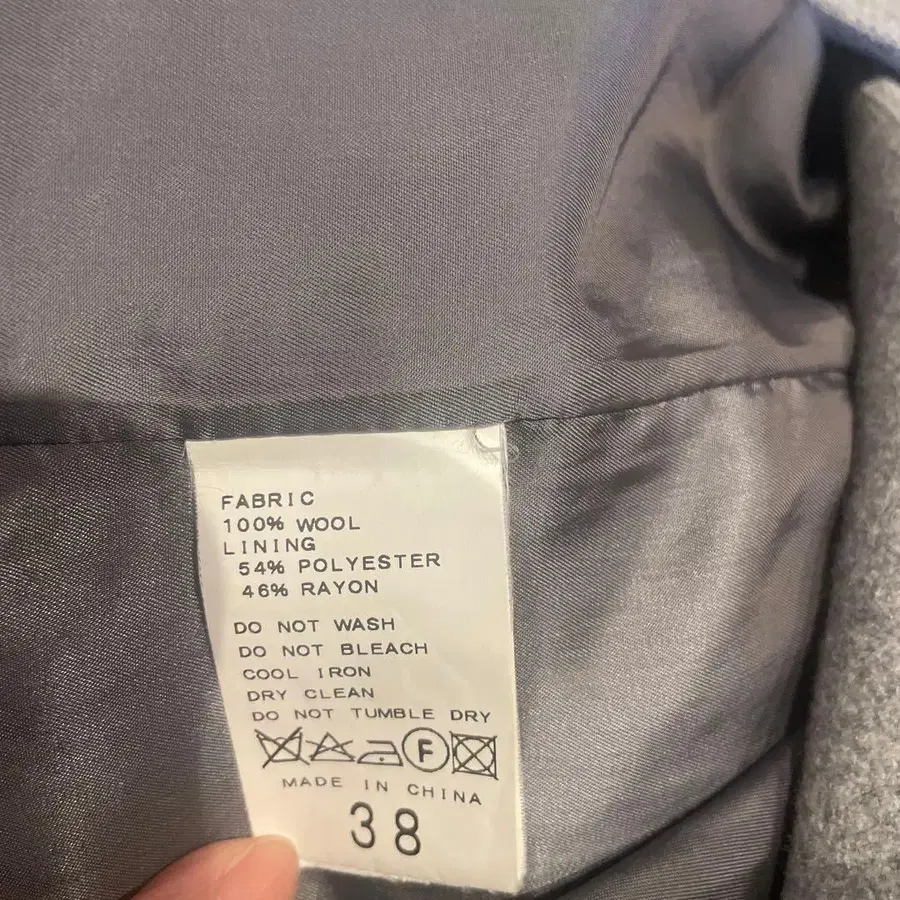 FABRIC
100% WOOL
LINING
54% POLYESTER
46% RAYON
DO NOT WASH
DO NOT BLEACH
COOL IRON
DRY CLEAN
DO NOT TUMBLE DRY
F
MADE IN CHINA
38